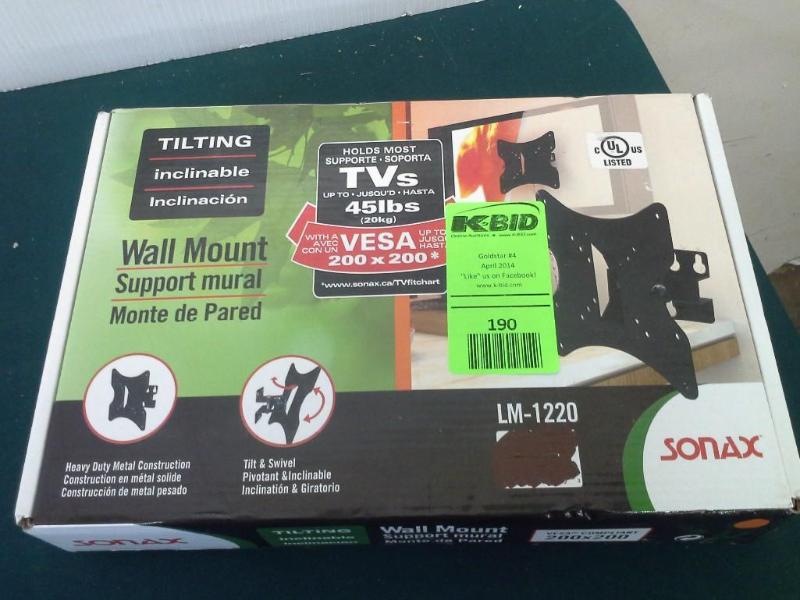 TILTING
inclinable
Inclinación
Wall Mount
Support mural
Monte de Pared
HOLDS MOST
SUPPORTE • SOPORTA
TVs
UP TO • JUSQU'O • HASTA
45lbs
(20kg)
WITH A
AVEC
CON UN
VESA
200 x 200*
UP TO
JUSQ
HASTA
*www.sonax.ca/TVfitchart
C UL US
LISTED
K-BID
Goldstar #4
April 2014
"Like" us on Facebook!
www.k-bid.com
190
Heavy Duty Metal Construction
Construction en métal solide
Construcción de metal pesado
Tilt & Swivel
Pivotant &Inclinable
Inclinatión & Giratorio
LM-1220
SONAX
SONAX
TILTING
inclinable
Inclinación
Wall Mount
Support mural
Monte de Pared
200x200